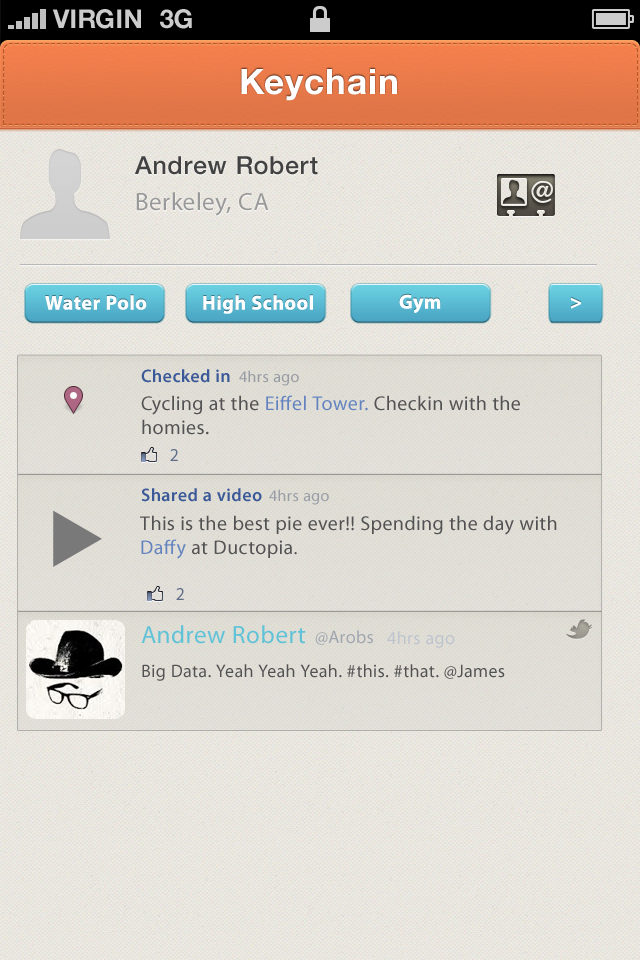 VIRGIN 3G
Keychain
Andrew Robert
Berkeley, CA
@
Water Polo High School Gym >
Checked in 4hrs ago
Cycling at the Eiffel Tower. Checkin with the
homies.
2
Shared a video 4hrs ago
This is the best pie ever!! Spending the day with
Daffy at Ductopia.
2
Andrew Robert @Arobs 4hrs ago
Big Data. Yeah Yeah Yeah. #this. #that. @James